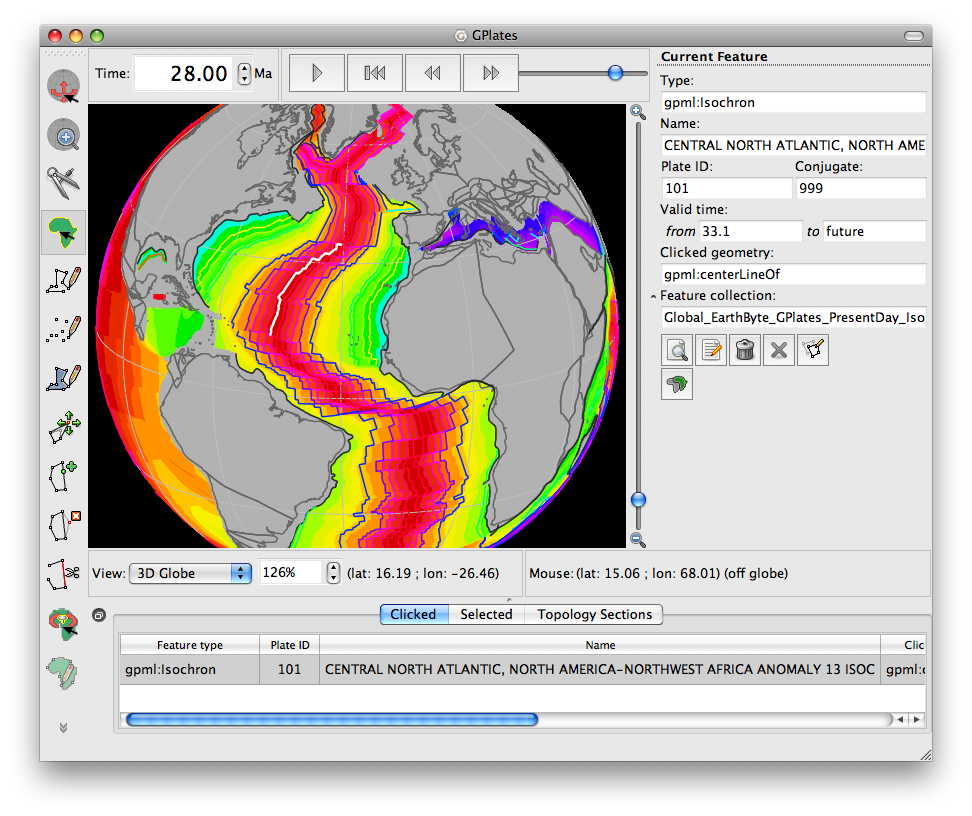 GPlates
Time: 28.00 Ma
Current Feature
Type:
gpml:Isochron
Name:
CENTRAL NORTH ATLANTIC, NORTH AME
Plate ID: Conjugate:
101 999
Valid time:
from 33.1 to future
Clicked geometry:
gpml:centerLineOf
Feature collection:
Global_EarthByte_GPlates_PresentDay_Iso
View: 3D Globe 126% (lat: 16.19 ; lon: -26.46) Mouse: (lat: 15.06 ; lon: 68.01) (off globe)
Clicked Selected Topology Sections
Feature type Plate ID Name Clic
gpml:Isochron 101 CENTRAL NORTH ATLANTIC, NORTH AMERICA-NORTHWEST AFRICA ANOMALY 13 ISOC gpml:c